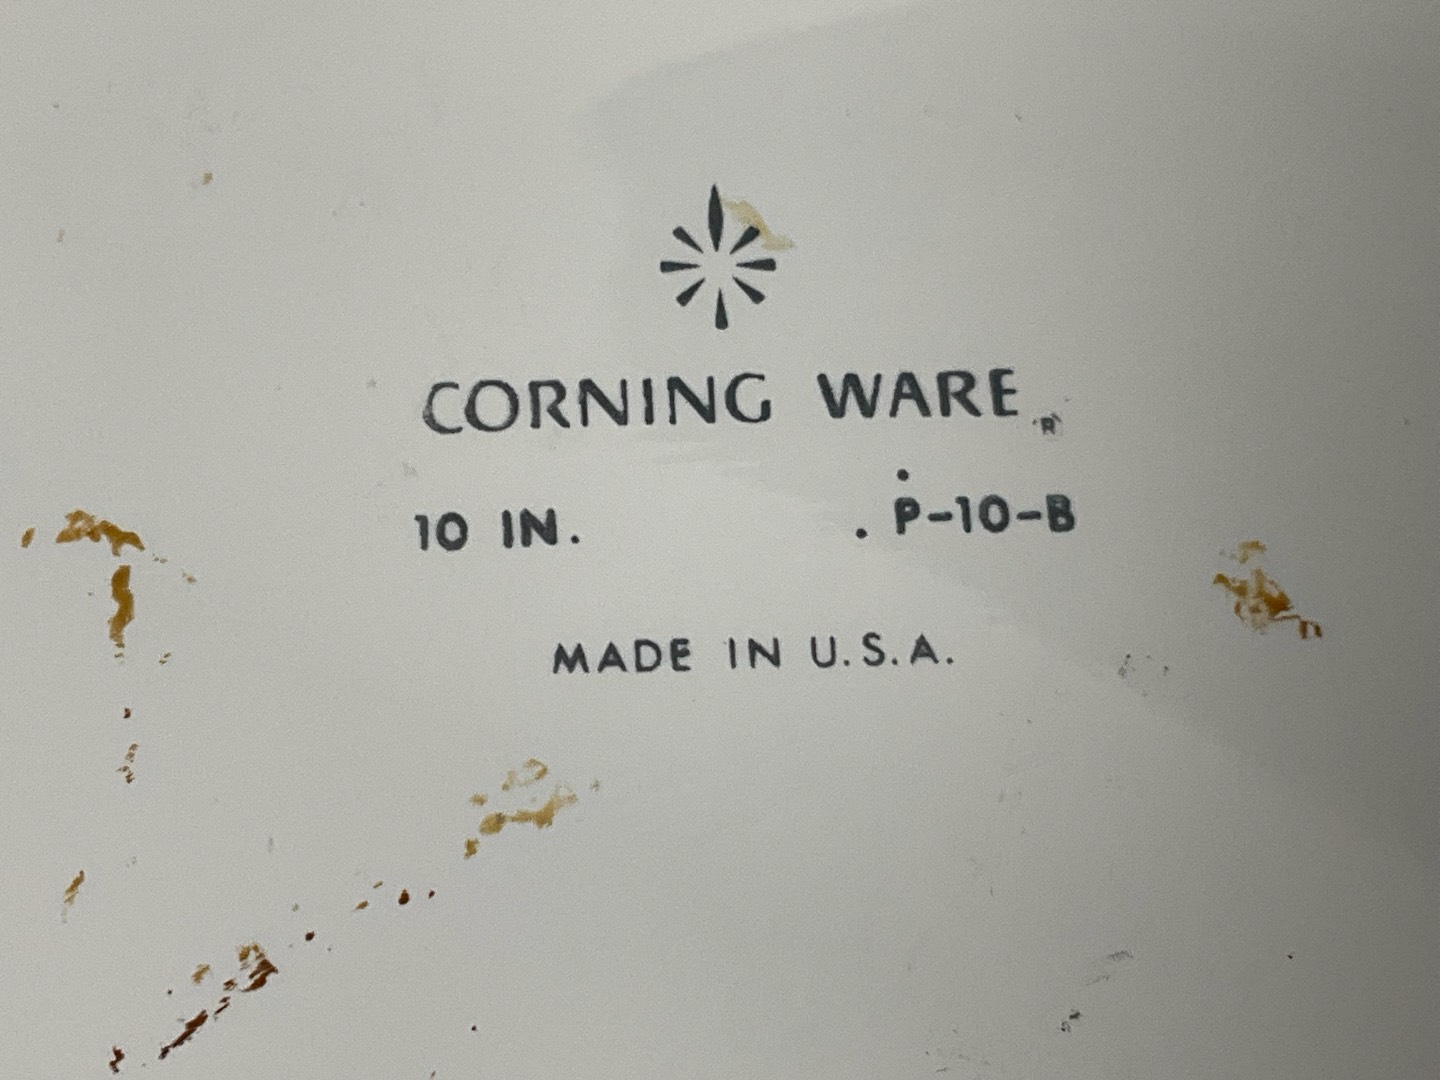 CORNING WARE ®
10 IN. P-10-B
MADE IN U.S.A.